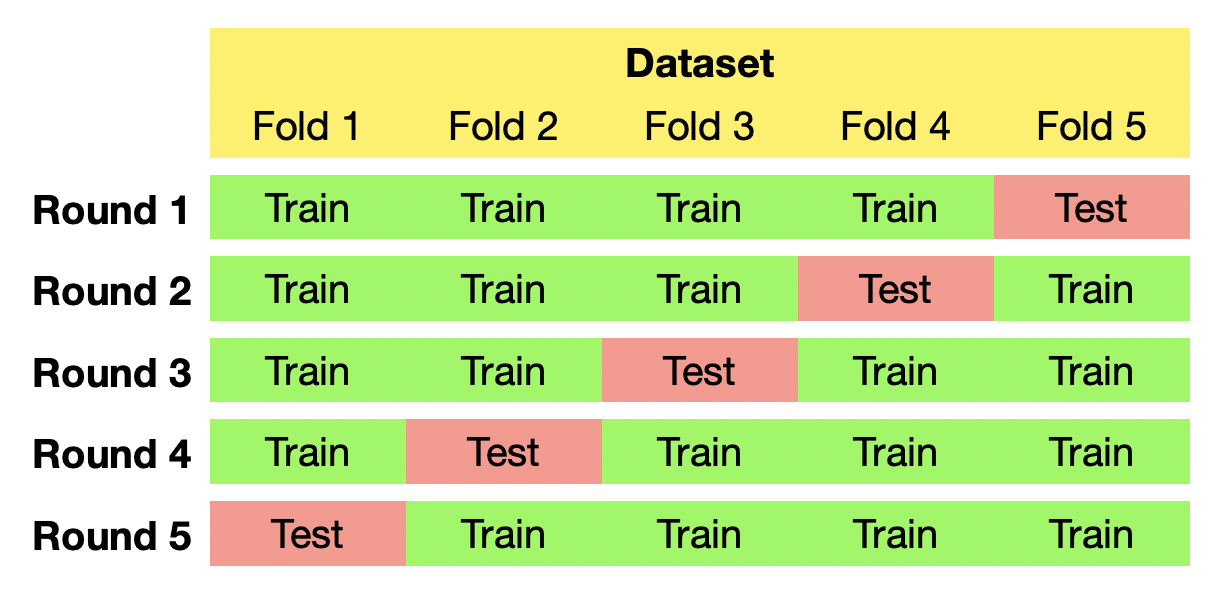 Dataset
Fold 1 Fold 2 Fold 3 Fold 4 Fold 5
Round 1 Train Train Train Train Test
Round 2 Train Train Train Test Train
Round 3 Train Train Test Train Train
Round 4 Train Test Train Train Train
Round 5 Test Train Train Train Train